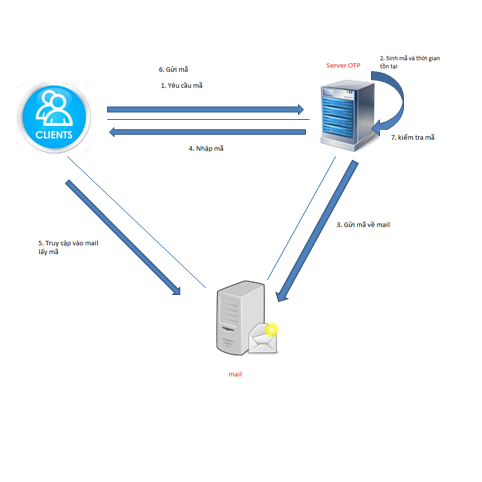 Server OTP
2. Sinh mã và thời gian
tồn tại
6. Gửi mã
1. Yêu cầu mã
CLIENTS
7. kiểm tra mã
4. Nhập mã
3. Gửi mã về mail
5. Truy cập vào mail
lấy mã
mail